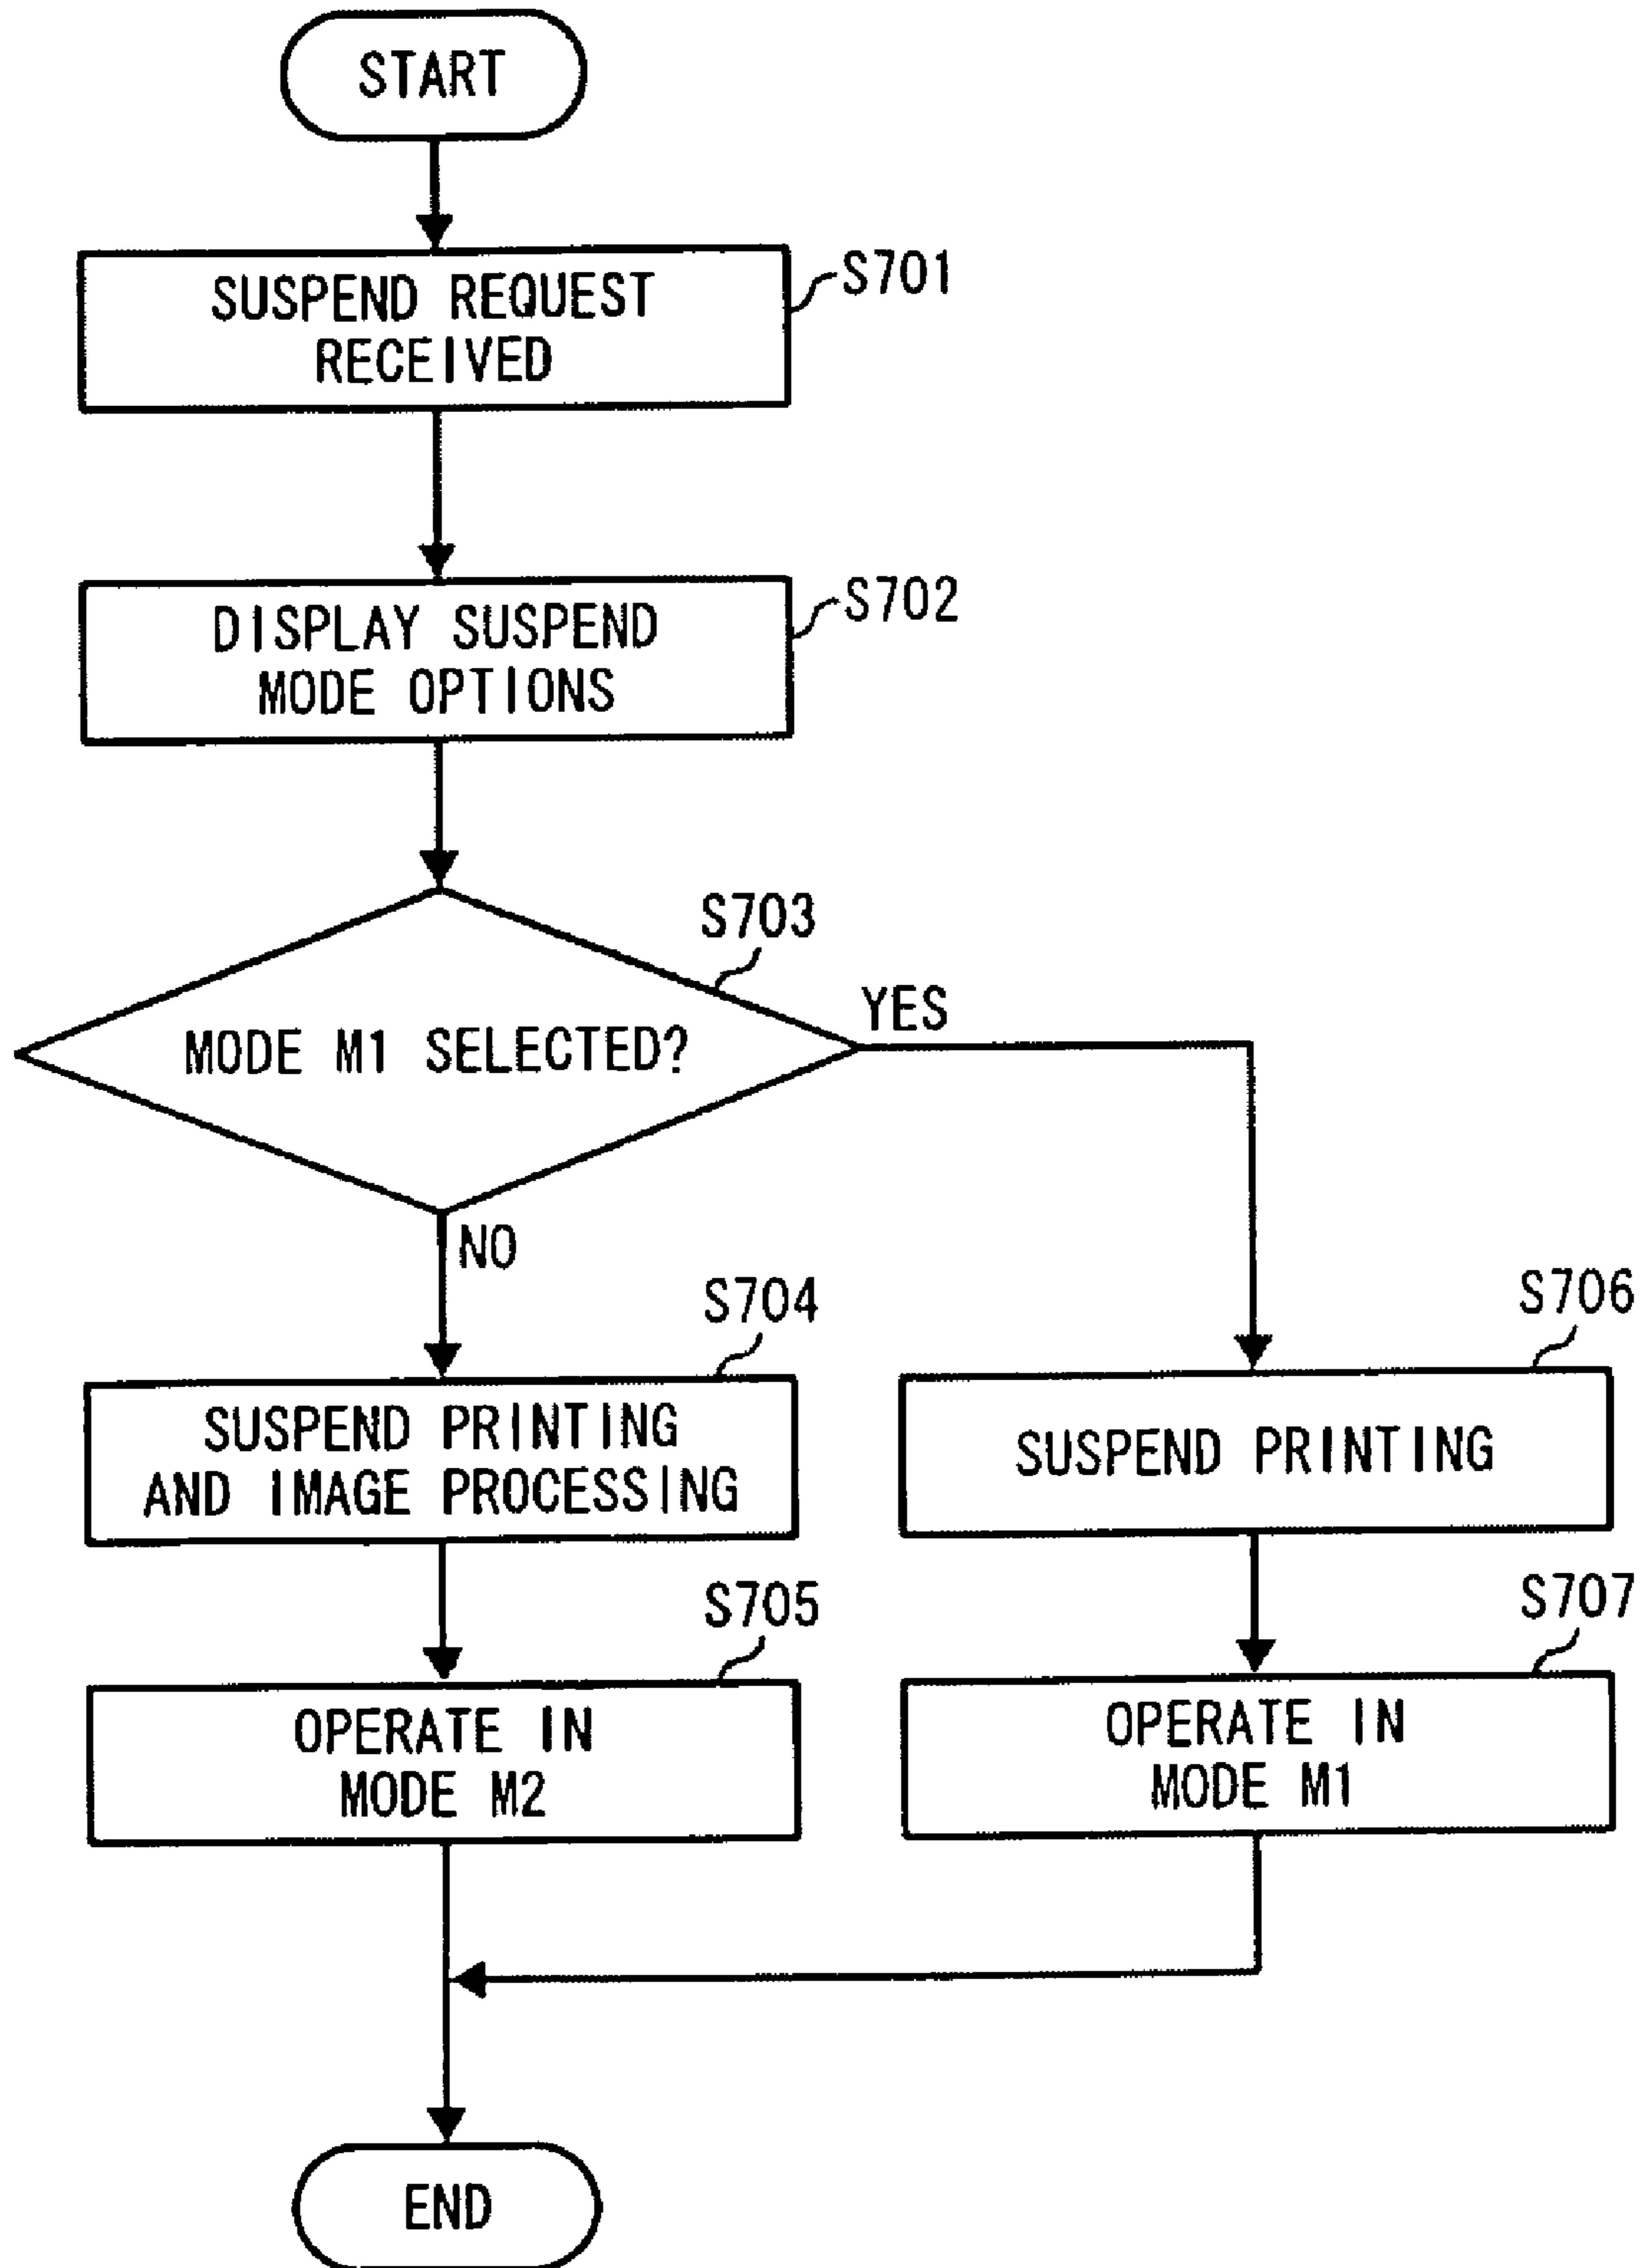 START
SUSPEND REQUEST
RECEIVED
S701
DISPLAY SUSPEND
MODE OPTIONS
S702
S703
MODE M1 SELECTED?
YES
NO
S704
SUSPEND PRINTING
AND IMAGE PROCESSING
S706
SUSPEND PRINTING
S705
OPERATE IN
MODE M2
S707
OPERATE IN
MODE M1
END